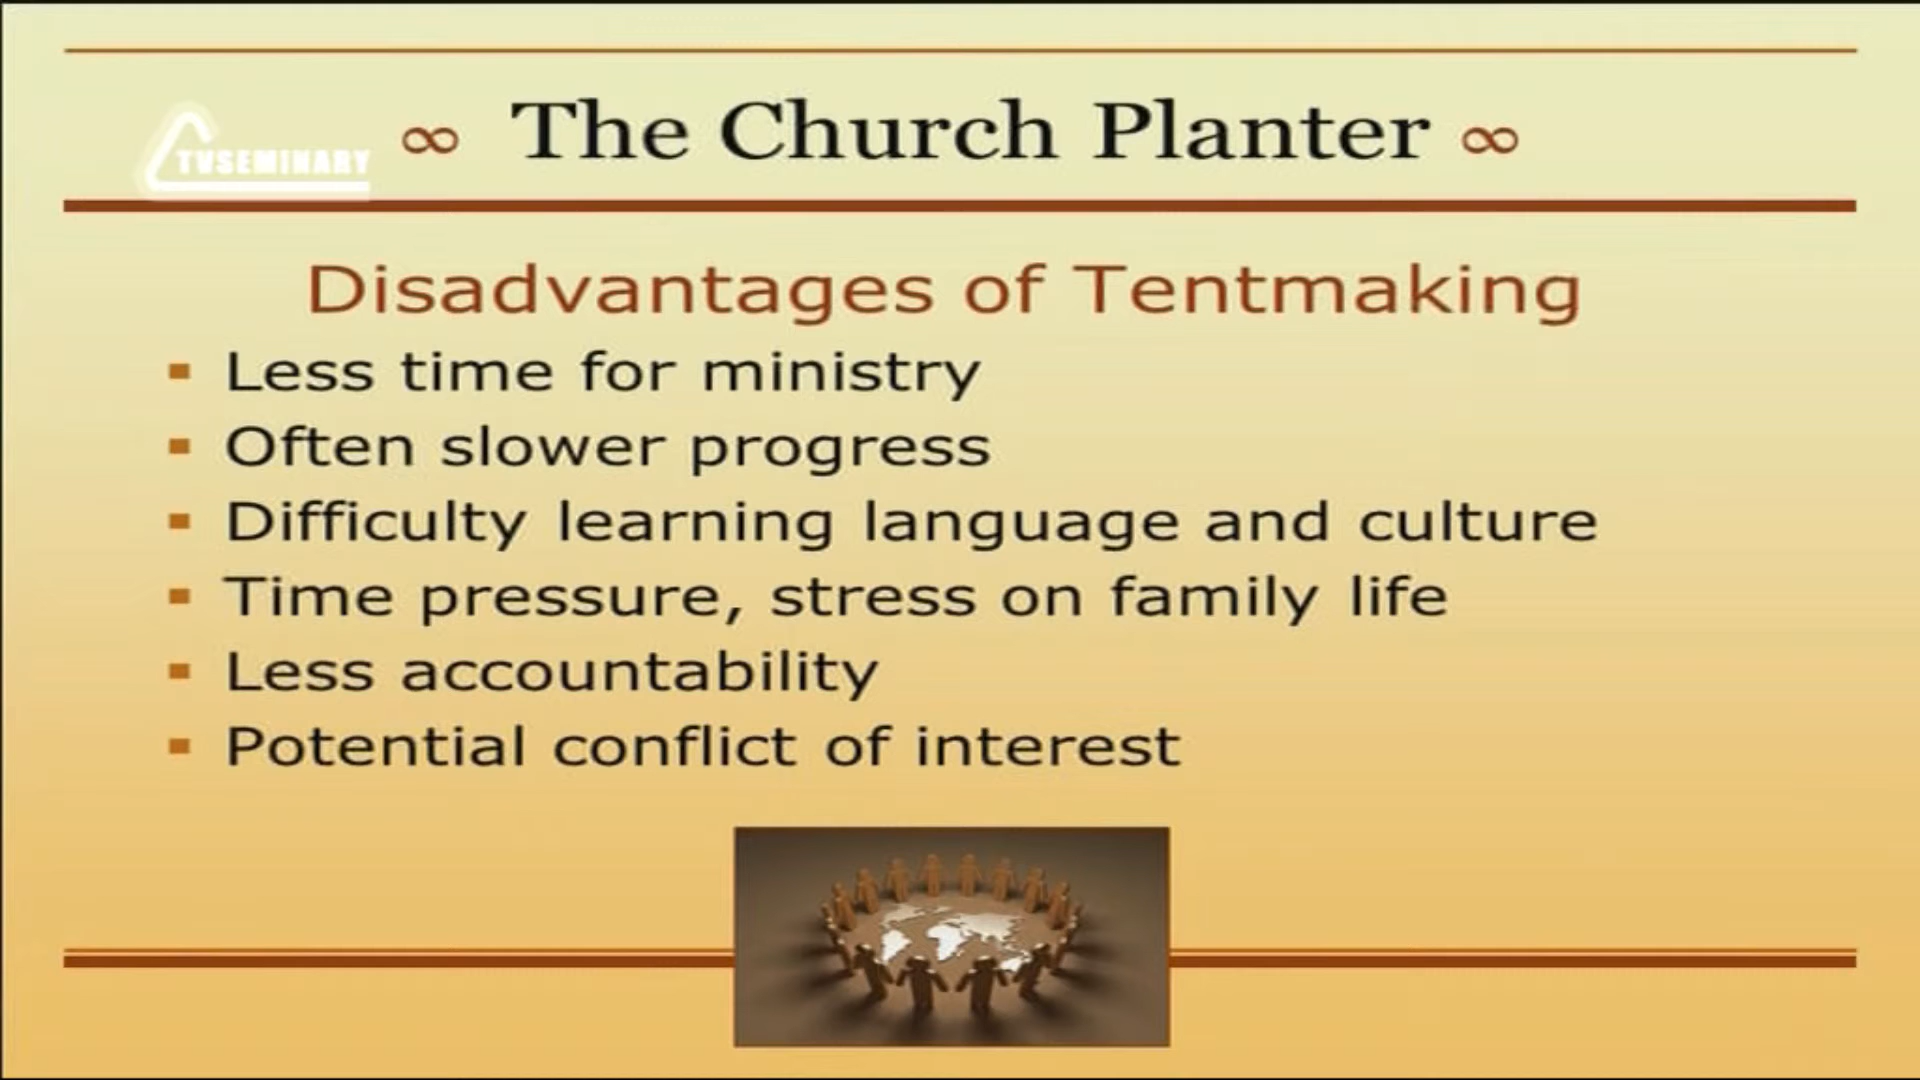 TVSEMINARY
∞ The Church Planter ∞
Disadvantages of Tentmaking
▪ Less time for ministry
▪ Often slower progress
▪ Difficulty learning language and culture
▪ Time pressure, stress on family life
▪ Less accountability
▪ Potential conflict of interest